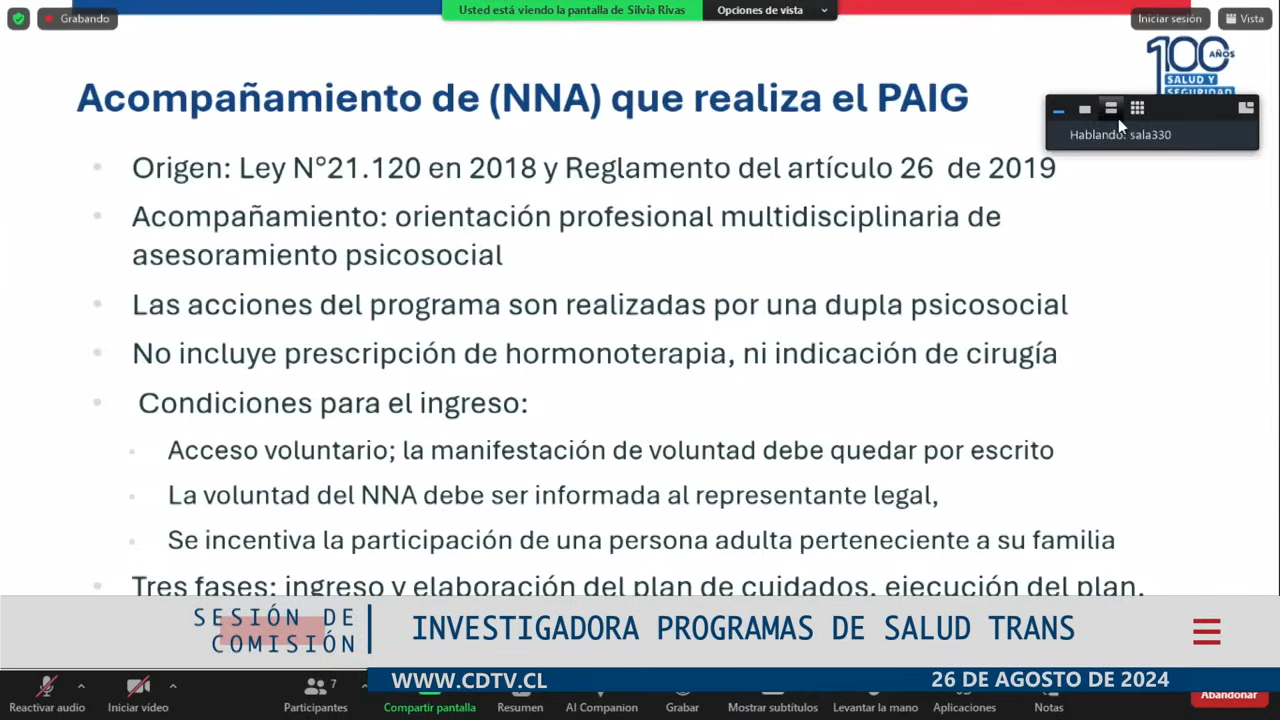 Grabando
Usted está viendo la pantalla de Silvia Rivas
Opciones de vista
Iniciar sesión
Vista
100 AÑOS
SALUD Y
SEGURIDAD
Hablando: sala330
Acompañamiento de (NNA) que realiza el PAIG
Origen: Ley N°21.120 en 2018 y Reglamento del artículo 26 de 2019
Acompañamiento: orientación profesional multidisciplinaria de
asesoramiento psicosocial
Las acciones del programa son realizadas por una dupla psicosocial
No incluye prescripción de hormonoterapia, ni indicación de cirugía
Condiciones para el ingreso:
Acceso voluntario; la manifestación de voluntad debe quedar por escrito
La voluntad del NNA debe ser informada al representante legal,
Se incentiva la participación de una persona adulta perteneciente a su familia
Tres fases: ingreso y elaboración del plan de cuidados, ejecución del plan,
SESIÓN DE
COMISIÓN
INVESTIGADORA PROGRAMAS DE SALUD TRANS
WWW.CDTV.CL
26 DE AGOSTO DE 2024
7
Reactivar audio
Iniciar vídeo
Participantes
Compartir pantalla
Resumen
AI Companion
Grabar
Mostrar subtítulos
Levantar la mano
Aplicaciones
Notas
Abandonar